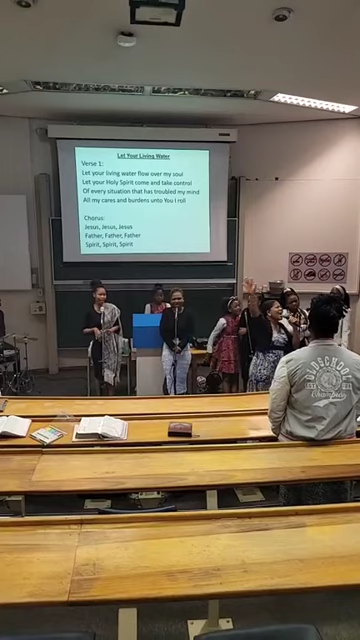 Let Your Living Water
Verse 1:
Let your living water flow over my soul
Let your Holy Spirit come and take control
Of every situation that has troubled my mind
All my cares and burdens unto You I roll
Chorus:
Jesus, Jesus, Jesus
Father, Father, Father
Spirit, Spirit, Spirit
OLDSCHOOL
Champions